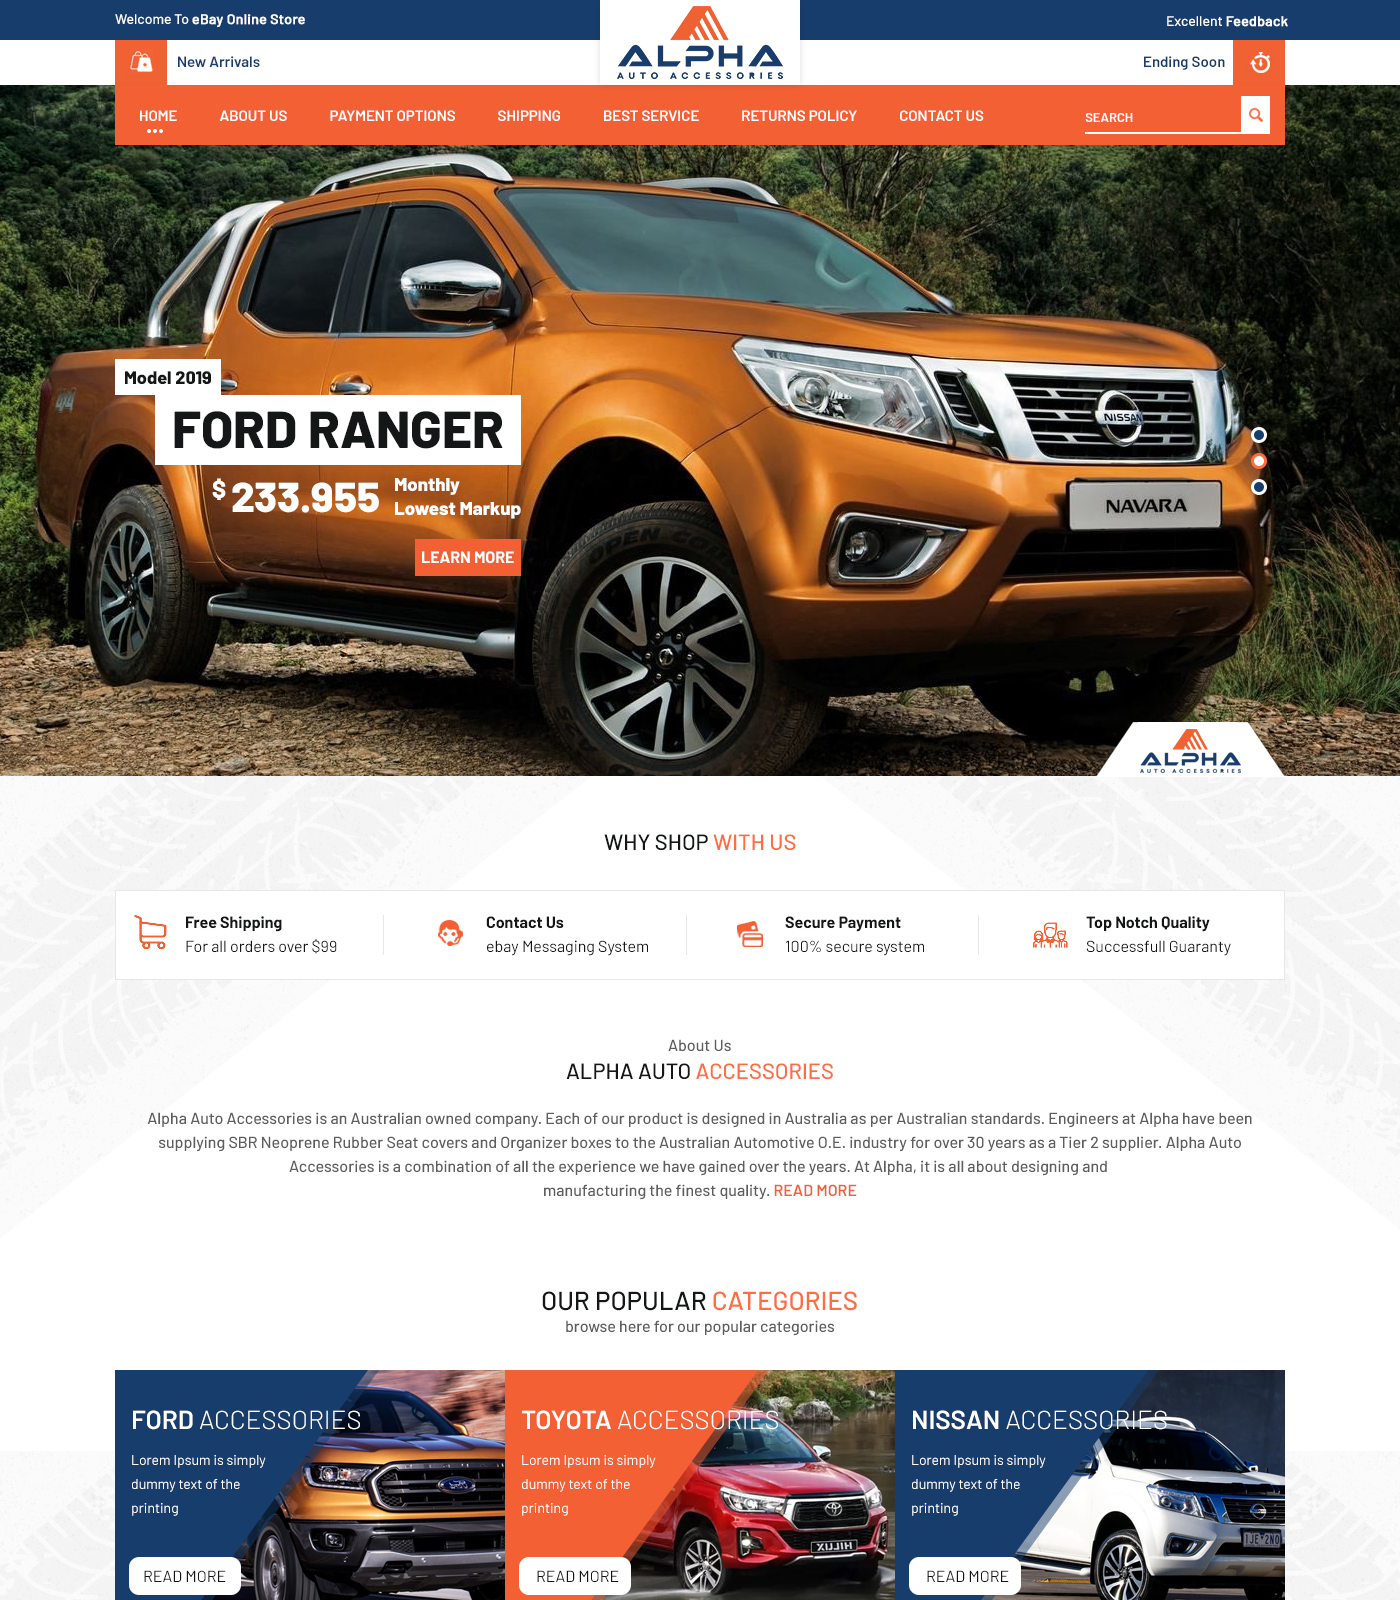 Welcome To eBay Online Store
Excellent Feedback
ALPHA
AUTO ACCESSORIES
New Arrivals
Ending Soon
HOME ABOUT US PAYMENT OPTIONS SHIPPING BEST SERVICE RETURNS POLICY CONTACT US
SEARCH
Model 2019
FORD RANGER
$ 233.955 Monthly
Lowest Markup
LEARN MORE
NISSAN
NAVARA
OPEN
ALPHA
AUTO ACCESSORIES
WHY SHOP WITH US
Free Shipping
For all orders over $99
Contact Us
ebay Messaging System
Secure Payment
100% secure system
Top Notch Quality
Successfull Guaranty
About Us
ALPHA AUTO ACCESSORIES
Alpha Auto Accessories is an Australian owned company. Each of our product is designed in Australia as per Australian standards. Engineers at Alpha have been
supplying SBR Neoprene Rubber Seat covers and Organizer boxes to the Australian Automotive O.E. industry for over 30 years as a Tier 2 supplier. Alpha Auto
Accessories is a combination of all the experience we have gained over the years. At Alpha, it is all about designing and
manufacturing the finest quality. READ MORE
OUR POPULAR CATEGORIES
browse here for our popular categories
FORD ACCESSORIES
Lorem Ipsum is simply
dummy text of the
printing
READ MORE
TOYOTA ACCESSORIES
Lorem Ipsum is simply
dummy text of the
printing
READ MORE
HILUX
NISSAN ACCESSORIES
Lorem Ipsum is simply
dummy text of the
printing
READ MORE